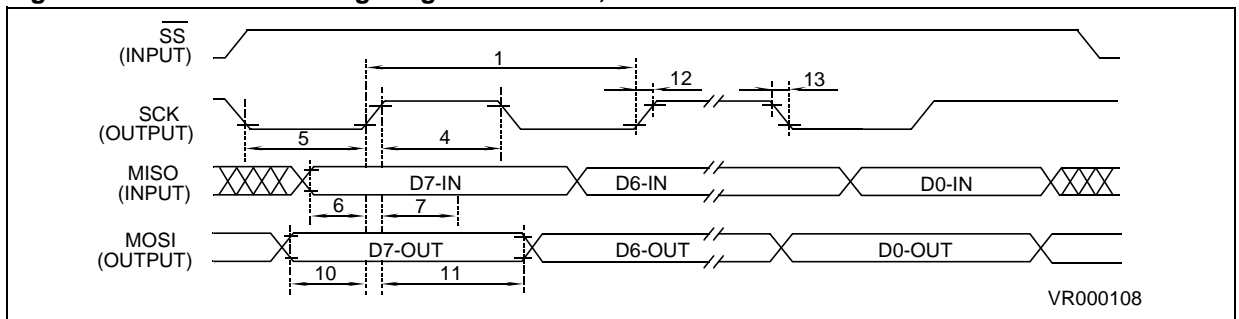 SS
(INPUT)
1
12
13
SCK
(OUTPUT)
5
4
MISO
(INPUT)
D7-IN
D6-IN
D0-IN
6
7
MOSI
(OUTPUT)
D7-OUT
D6-OUT
D0-OUT
10
11
VR000108